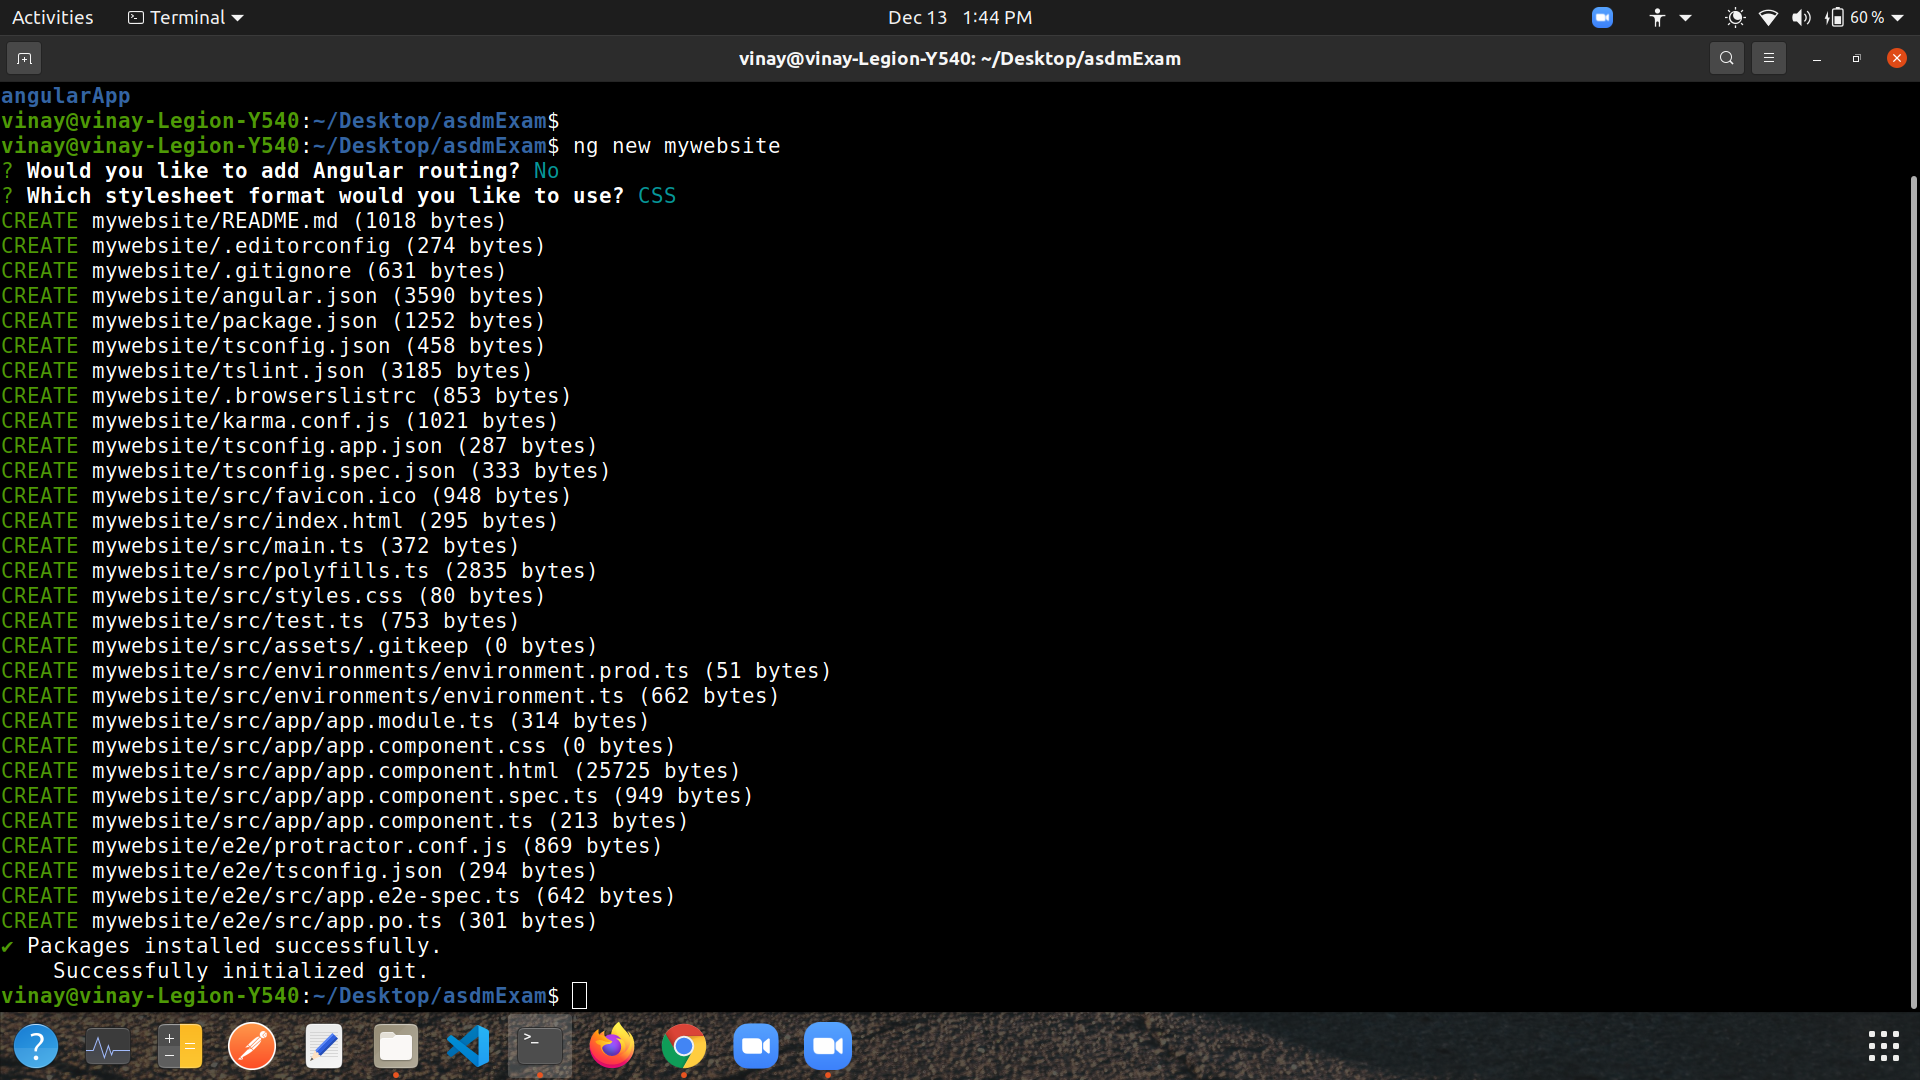 Activities Terminal Dec 13 1:44 PM 60 %
vinay@vinay-Legion-Y540: ~/Desktop/asdmExam
angularApp
vinay@vinay-Legion-Y540:~/Desktop/asdmExam$
vinay@vinay-Legion-Y540:~/Desktop/asdmExam$ ng new mywebsite
? Would you like to add Angular routing? No
? Which stylesheet format would you like to use? CSS
CREATE mywebsite/README.md (1018 bytes)
CREATE mywebsite/.editorconfig (274 bytes)
CREATE mywebsite/.gitignore (631 bytes)
CREATE mywebsite/angular.json (3590 bytes)
CREATE mywebsite/package.json (1252 bytes)
CREATE mywebsite/tsconfig.json (458 bytes)
CREATE mywebsite/tslint.json (3185 bytes)
CREATE mywebsite/.browserslistrc (853 bytes)
CREATE mywebsite/karma.conf.js (1021 bytes)
CREATE mywebsite/tsconfig.app.json (287 bytes)
CREATE mywebsite/tsconfig.spec.json (333 bytes)
CREATE mywebsite/src/favicon.ico (948 bytes)
CREATE mywebsite/src/index.html (295 bytes)
CREATE mywebsite/src/main.ts (372 bytes)
CREATE mywebsite/src/polyfills.ts (2835 bytes)
CREATE mywebsite/src/styles.css (80 bytes)
CREATE mywebsite/src/test.ts (753 bytes)
CREATE mywebsite/src/assets/.gitkeep (0 bytes)
CREATE mywebsite/src/environments/environment.prod.ts (51 bytes)
CREATE mywebsite/src/environments/environment.ts (662 bytes)
CREATE mywebsite/src/app/app.module.ts (314 bytes)
CREATE mywebsite/src/app/app.component.css (0 bytes)
CREATE mywebsite/src/app/app.component.html (25725 bytes)
CREATE mywebsite/src/app/app.component.spec.ts (949 bytes)
CREATE mywebsite/src/app/app.component.ts (213 bytes)
CREATE mywebsite/e2e/protractor.conf.js (869 bytes)
CREATE mywebsite/e2e/tsconfig.json (294 bytes)
CREATE mywebsite/e2e/src/app.e2e-spec.ts (642 bytes)
CREATE mywebsite/e2e/src/app.po.ts (301 bytes)
✔ Packages installed successfully.
Successfully initialized git.
vinay@vinay-Legion-Y540:~/Desktop/asdmExam$